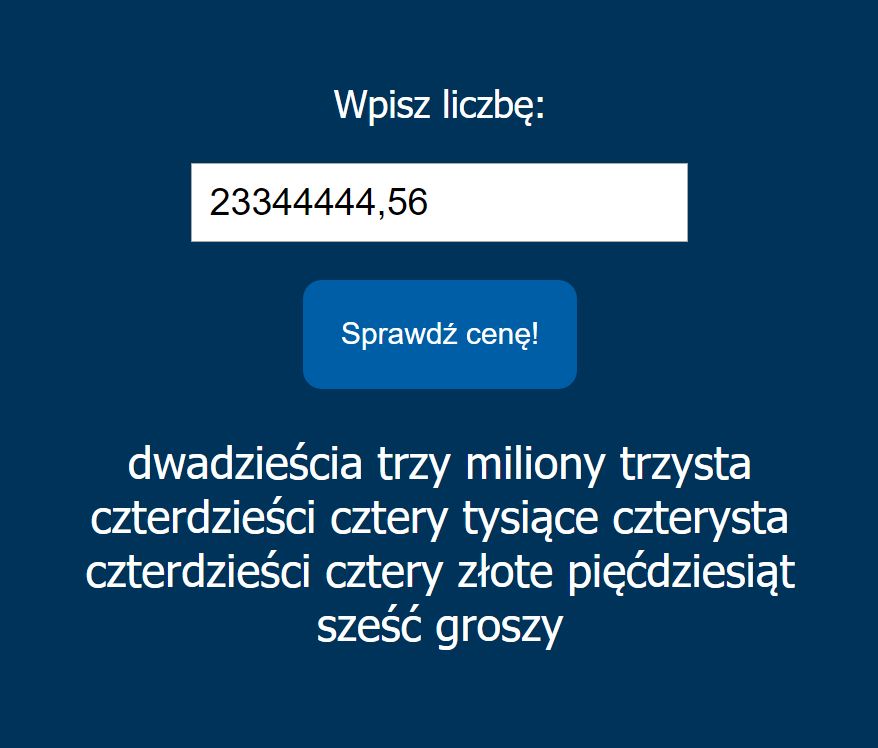 Wpisz liczbę:
23344444,56
Sprawdź cenę!
dwadzieścia trzy miliony trzysta
czterdzieści cztery tysiące czterysta
czterdzieści cztery złote pięćdziesiąt
sześć groszy